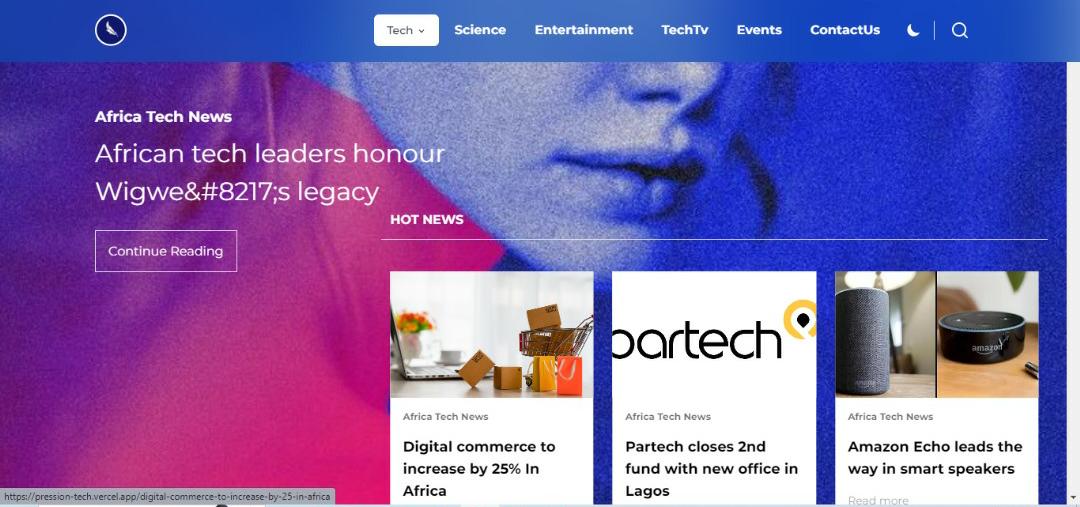 Tech
Science
Entertainment
TechTv
Events
ContactUs
Africa Tech News
African tech leaders honour
Wigwe&#8217;s legacy
Continue Reading
HOT NEWS
partech
amazon
Africa Tech News
Digital commerce to
increase by 25% In
Africa
Africa Tech News
Partech closes 2nd
fund with new office in
Lagos
Africa Tech News
Amazon Echo leads the
way in smart speakers
Read more
https://pression-tech.vercel.app/digital-commerce-to-increase-by-25-in-africa